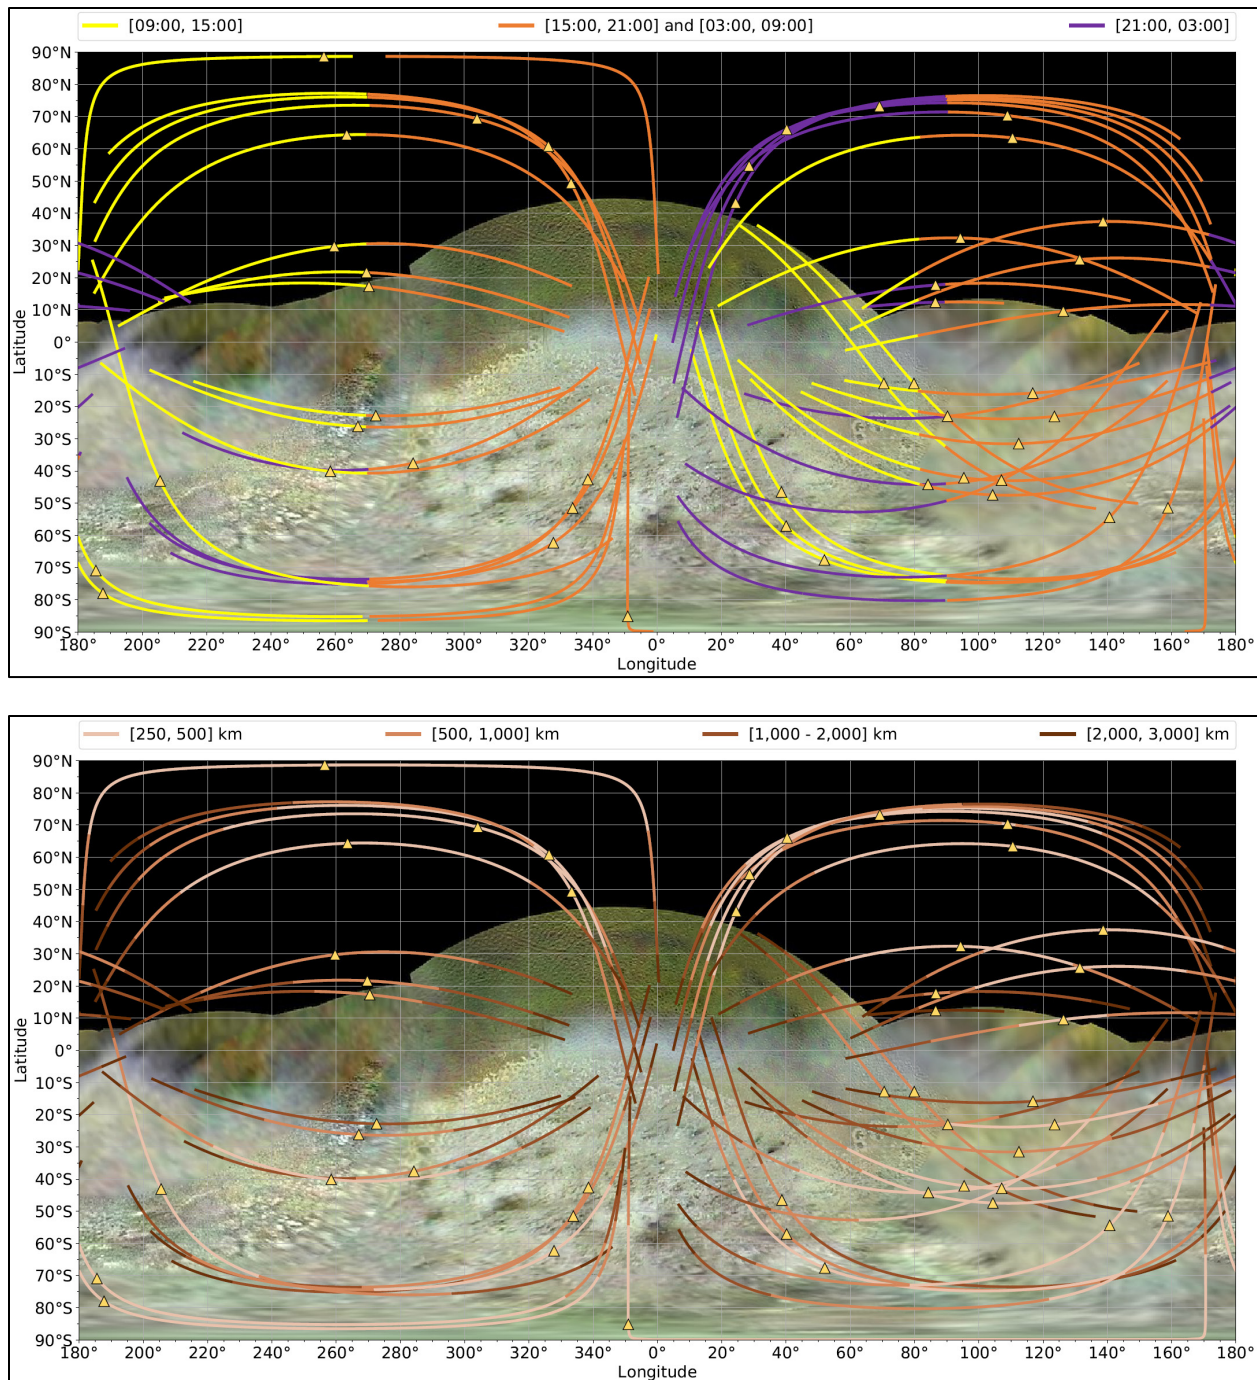 [09:00, 15:00] [15:00, 21:00] and [03:00, 09:00] [21:00, 03:00]
90°N
80°N
70°N
60°N
50°N
40°N
30°N
20°N
10°N
0°
10°S
20°S
30°S
40°S
50°S
60°S
70°S
80°S
90°S
Latitude
180° 200° 220° 240° 260° 280° 300° 320° 340° 0° 20° 40° 60° 80° 100° 120° 140° 160° 180°
Longitude
[250, 500] km [500, 1,000] km [1,000 - 2,000] km [2,000, 3,000] km
90°N
80°N
70°N
60°N
50°N
40°N
30°N
20°N
10°N
0°
10°S
20°S
30°S
40°S
50°S
60°S
70°S
80°S
90°S
Latitude
180° 200° 220° 240° 260° 280° 300° 320° 340° 0° 20° 40° 60° 80° 100° 120° 140° 160° 180°
Longitude